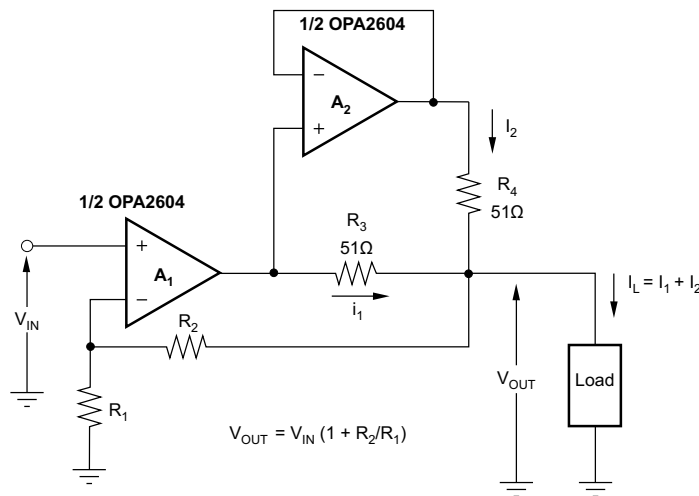 1/2 OPA2604
−
A2
+
I2
R4
51Ω
1/2 OPA2604
R3
51Ω
+
A1
−
i1
IL = I1 + I2
VIN
R2
VOUT
Load
R1
VOUT = VIN (1 + R2/R1)